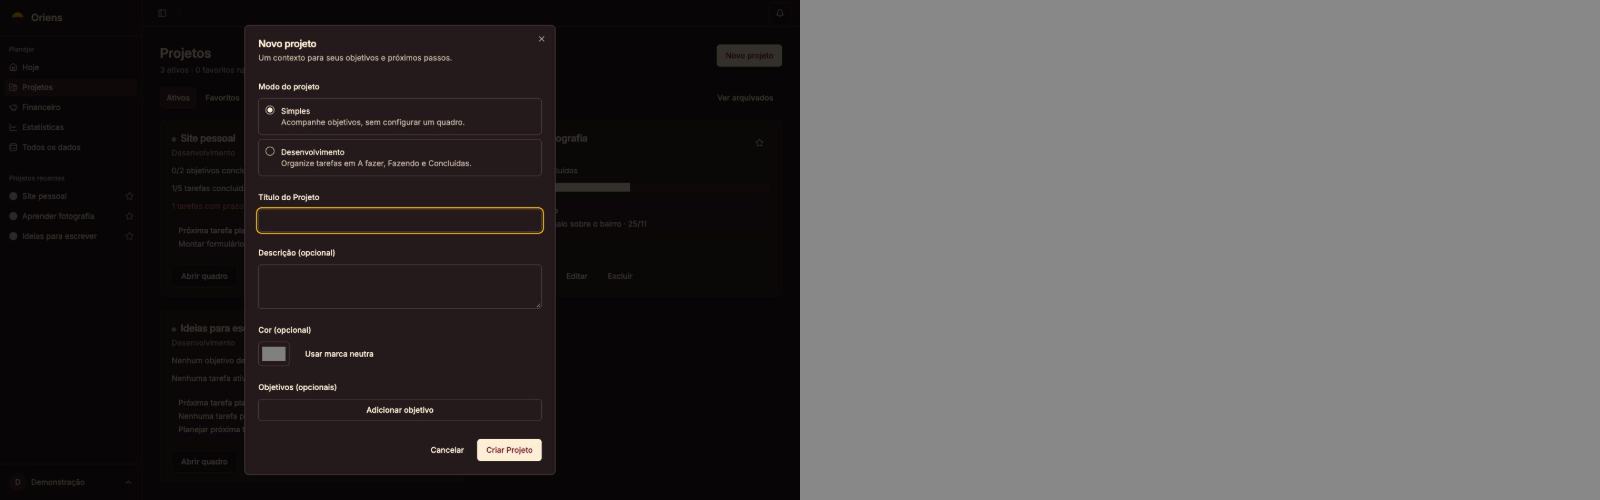 Oriens
Planejar
Hoje
Projetos
Financeiro
Estatísticas
Todos os dados
Projetos recentes
Site pessoal
Aprender fotografia
Ideias para escrever
D Demonstração
Projetos
3 ativos · 0 favoritos
Novo projeto
Ativos
Favoritos
Ver arquivados
Site pessoal
Desenvolvimento
0/2 objetivos
1/5 tarefas
1 tarefas com
Próxima tarefa
Montar formulário
Abrir quadro
sobre o bairro · 25/11
Editar
Excluir
Ideias para
Desenvolvimento
Nenhum objetivo
Nenhuma tarefa
Próxima tarefa
Nenhuma tarefa
Planejar próxima
Abrir quadro
Novo projeto
Um contexto para seus objetivos e próximos passos.
Modo do projeto
Simples
Acompanhe objetivos, sem configurar um quadro.
Desenvolvimento
Organize tarefas em A fazer, Fazendo e Concluídas.
Título do Projeto
Descrição (opcional)
Cor (opcional)
Usar marca neutra
Objetivos (opcionais)
Adicionar objetivo
Cancelar
Criar Projeto